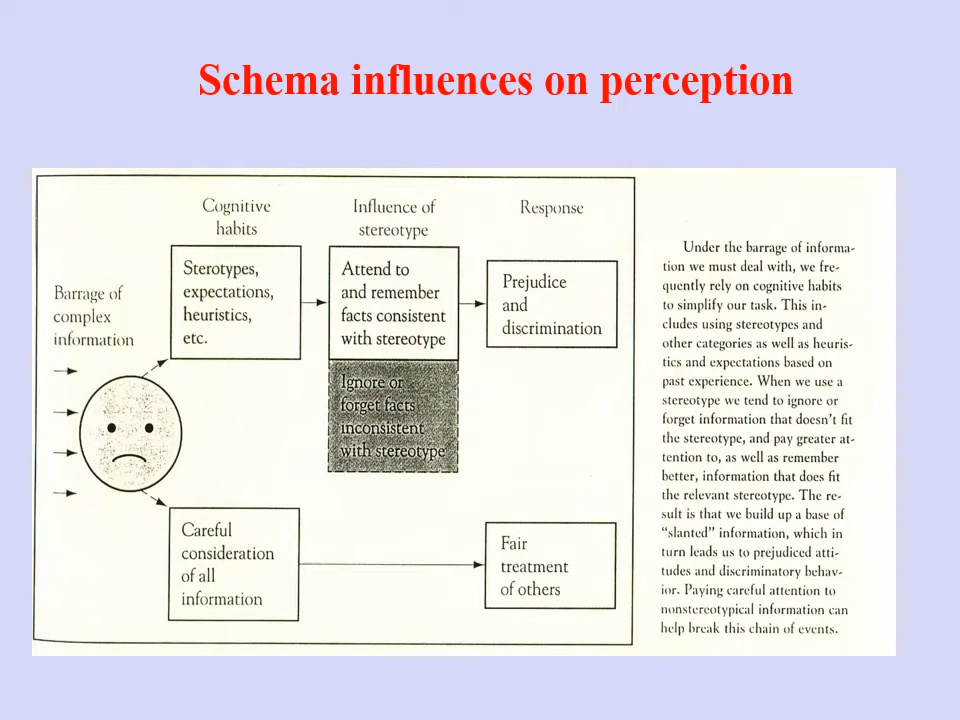 Schema influences on perception
Cognitive
habits
Influence of
stereotype
Response
Barrage of
complex
information
Sterotypes,
expectations,
heuristics,
etc.
Attend to
and remember
facts consistent
with stereotype
Prejudice
and
discrimination
Ignore or
forget facts
inconsistent
with stereotype
Careful
consideration
of all
information
Fair
treatment
of others
Under the barrage of informa-
tion we must deal with, we fre-
quently rely on cognitive habits
to simplify our task. This in-
cludes using stereotypes and
other categories as well as heuris-
tics and expectations based on
past experience. When we use a
stereotype we tend to ignore or
forget information that doesn't fit
the stereotype, and pay greater at-
tention to, as well as remember
better, information that does fit
the relevant stereotype. The re-
sult is that we build up a base of
"slanted" information, which in
turn leads us to prejudiced atti-
tudes and discriminatory behav-
ior. Paying careful attention to
nonstereotypical information can
help break this chain of events.